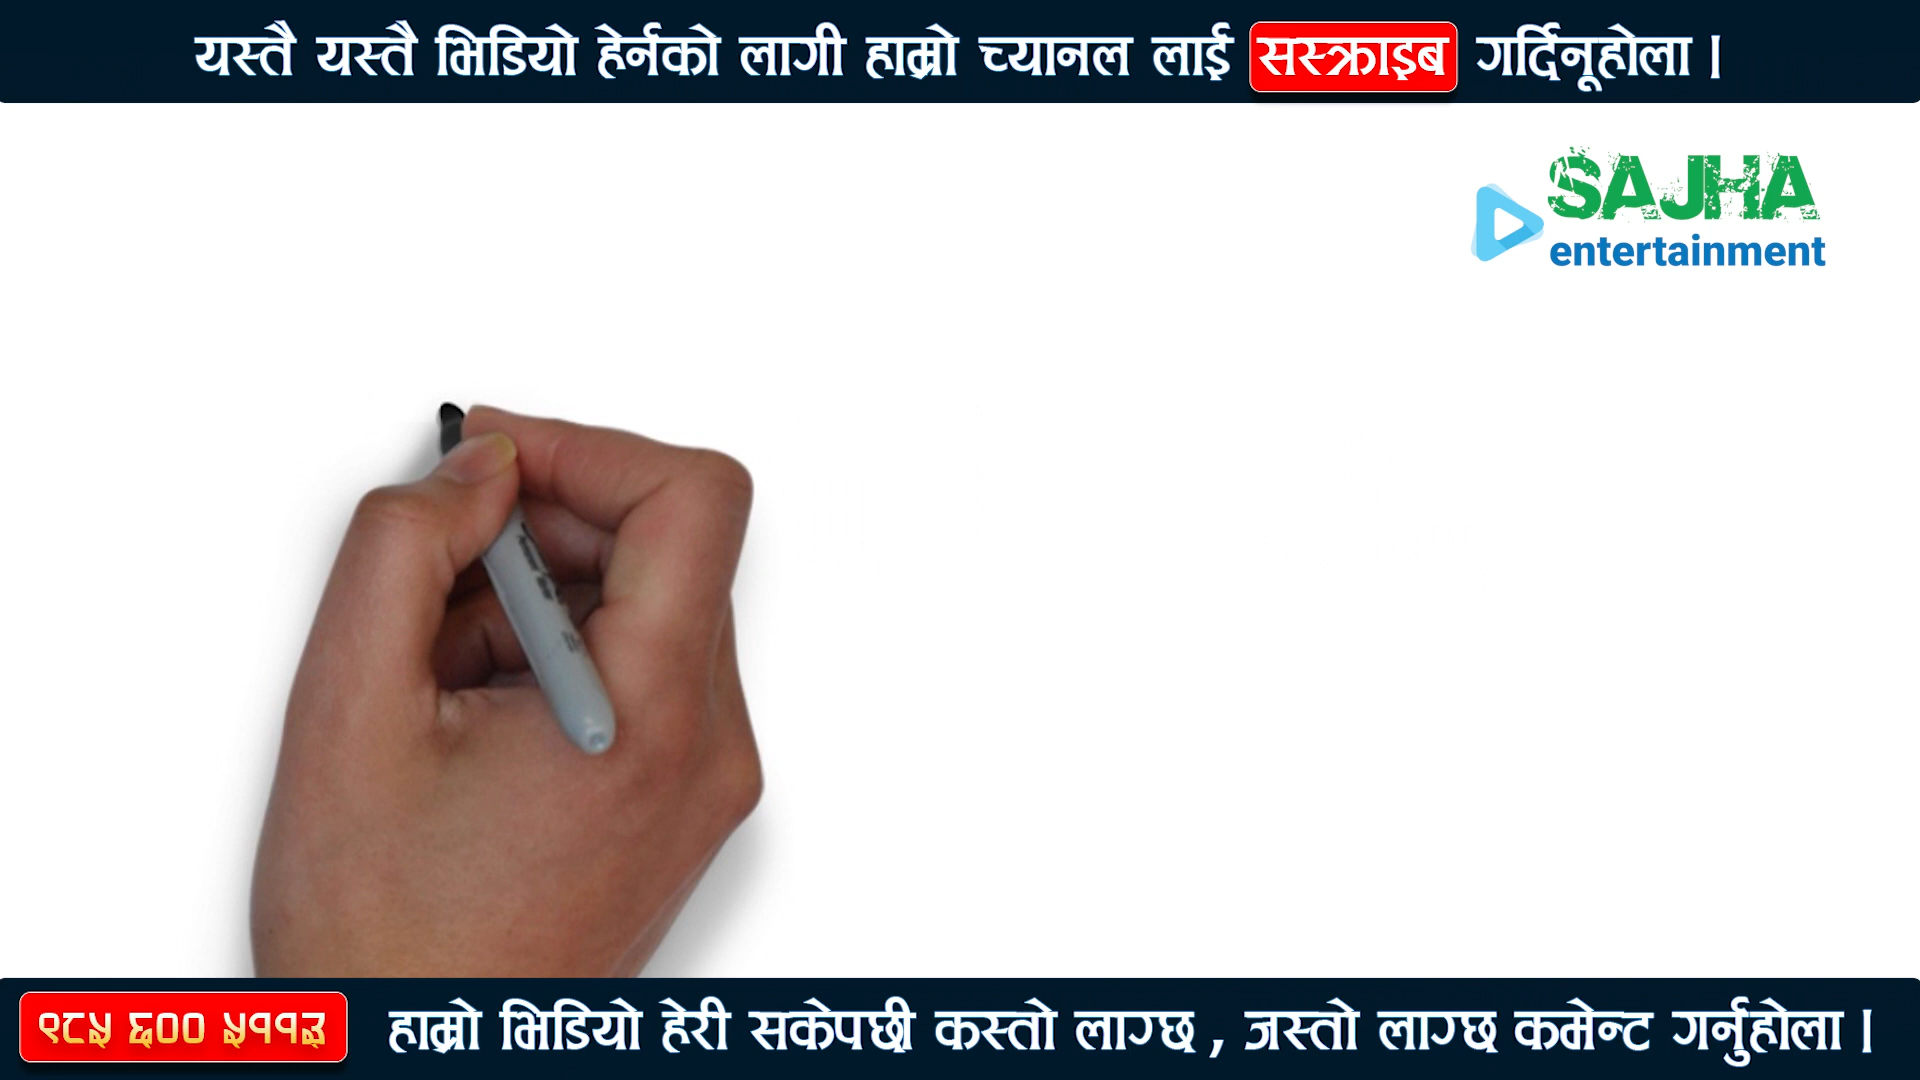 यस्तै यस्तै भिडियो हेर्नको लागी हाम्रो च्यानल लाई सस्क्राइब गर्दिनूहोला ।
SAJHA
entertainment
९८५ ६०० ५११३ हाम्रो भिडियो हेरी सकेपछी कस्तो लाग्छ , जस्तो लाग्छ कमेन्ट गर्नुहोला ।